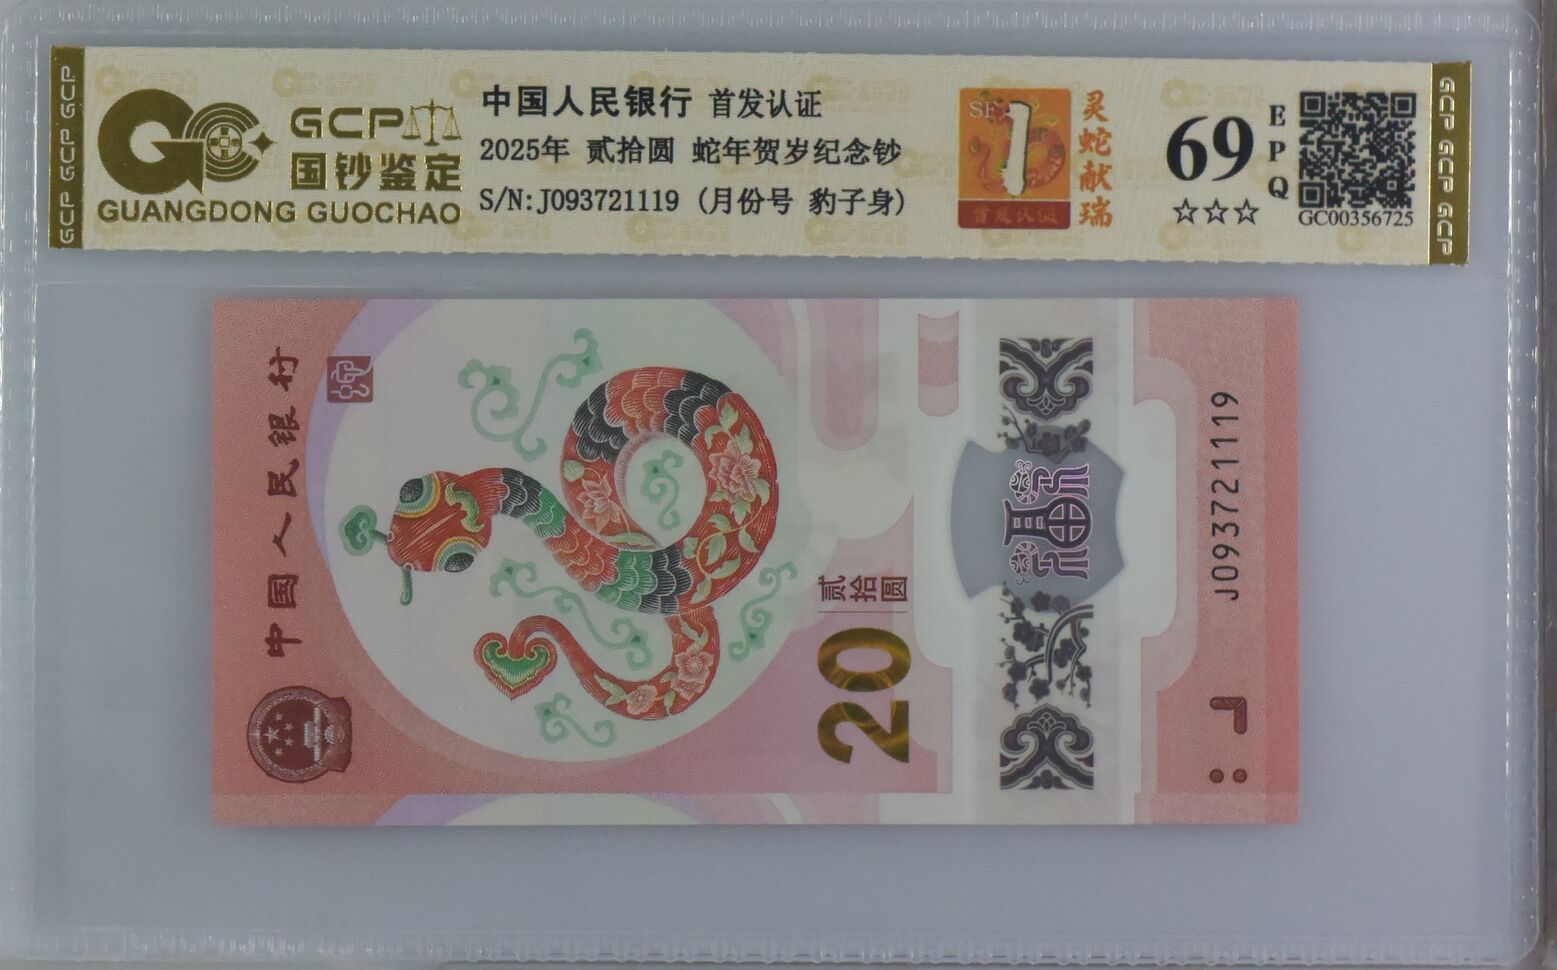 GCP GCP GCP
GCP
国钞鉴定
GUANGDONG GUOCHAO
中国人民银行 首发认证
2025年 贰拾圆 蛇年贺岁纪念钞
S/N:J093721119 (月份号 豹子身)
1
首发认证
灵蛇献瑞
69
EPQ
☆☆☆
GC00356725
GCP GCP GCP
中国人民银行
贰拾圆
20
福
J093721119